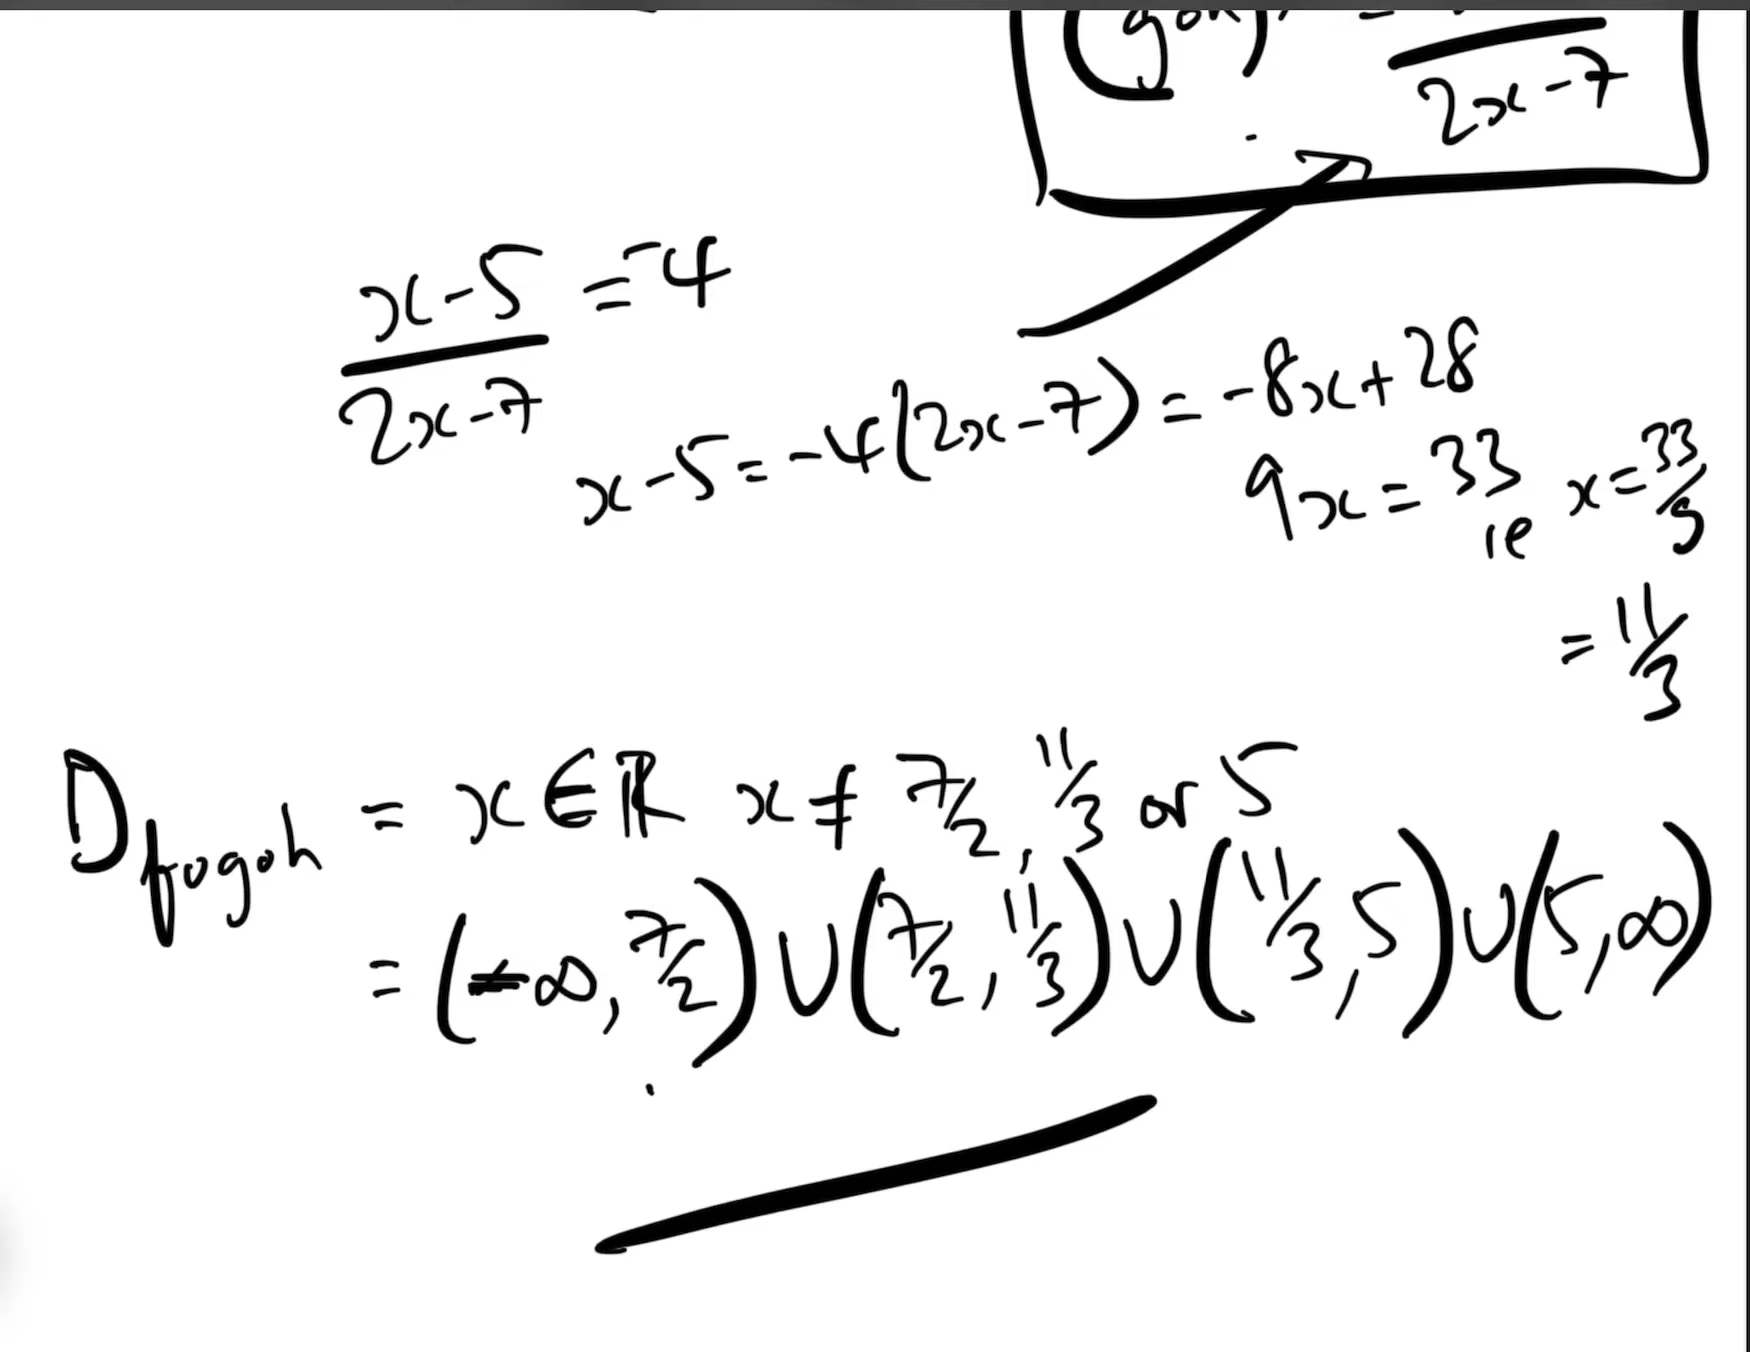 2x-7
x-5 = -4
2x-7
x-5 = -4(2x-7) = -8x+28
9x = 33 ie x = 33/9
= 11/3
D fogoh = x∈ℝ x≠ 7/2, 11/3 or 5
= (-∞, 7/2) ∪ (7/2, 11/3) ∪ (11/3, 5) ∪ (5, ∞)